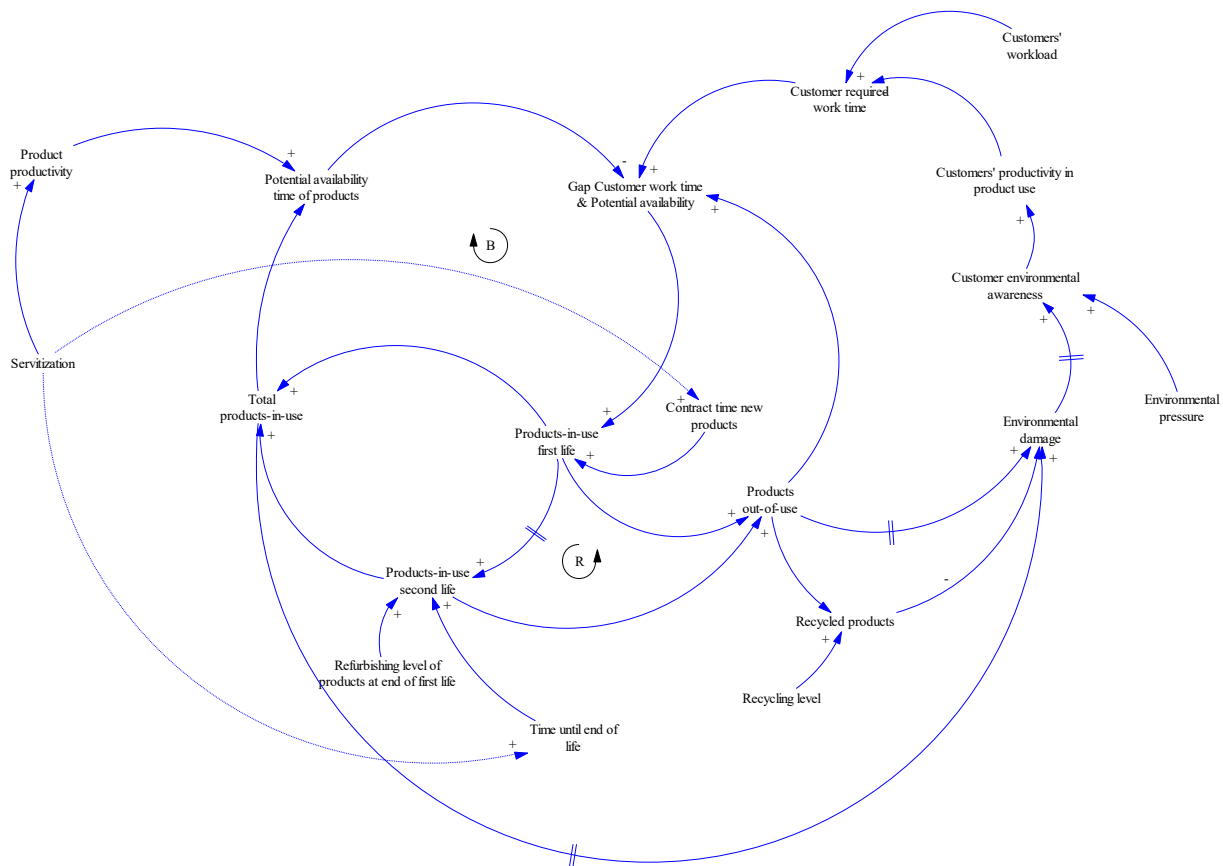 Customers'
workload
+
Customer required
work time
-
Product
productivity
+
+
Potential availability
time of products
-
+
Gap Customer work time
& Potential availability
+
Customers' productivity in
product use
+
B
Customer environmental
awareness
+
+
Servitization
Total
products-in-use
+
+
+
Contract time new
products
Environmental
pressure
Products-in-use
first life
+
+
Environmental
damage
+
+
Products
out-of-use
+
+
R
Products-in-use
second life
+
+
+
-
Recycled products
+
+
Refurbishing level of
products at end of first life
Recycling level
Time until end of
life
+